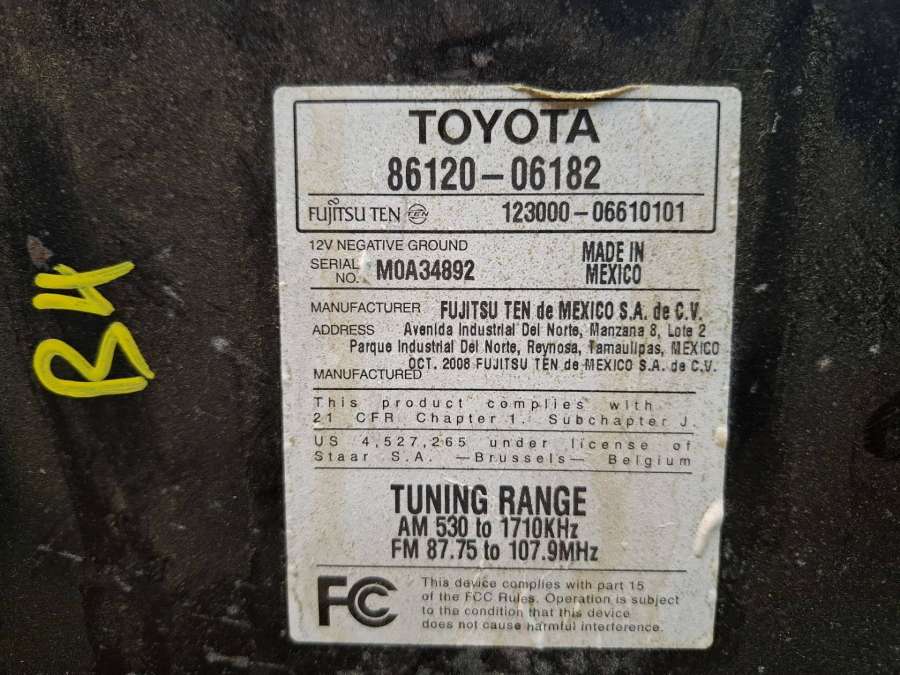 TOYOTA
86120-06182
FUJITSU TEN TEN 123000-06610101
12V NEGATIVE GROUND
MADE IN
MEXICO
SERIAL
NO. M0A34892
MANUFACTURER FUJITSU TEN de MEXICO S.A. de C.V.
ADDRESS Avenida Industrial Del Norte, Manzana 8, Lote 2
Parque Industrial Del Norte, Reynosa, Tamaulipas, MEXICO
OCT. 2008 FUJITSU TEN de MEXICO S.A. de C.V.
MANUFACTURED
This product complies with
21 CFR Chapter 1. Subchapter J.
US 4,527,265 under license of
Staar S.A. —Brussels— Belgium
TUNING RANGE
AM 530 to 1710KHz
FM 87.75 to 107.9MHz
FC This device complies with part 15
of the FCC Rules. Operation is subject
to the condition that this device
does not cause harmful interference.